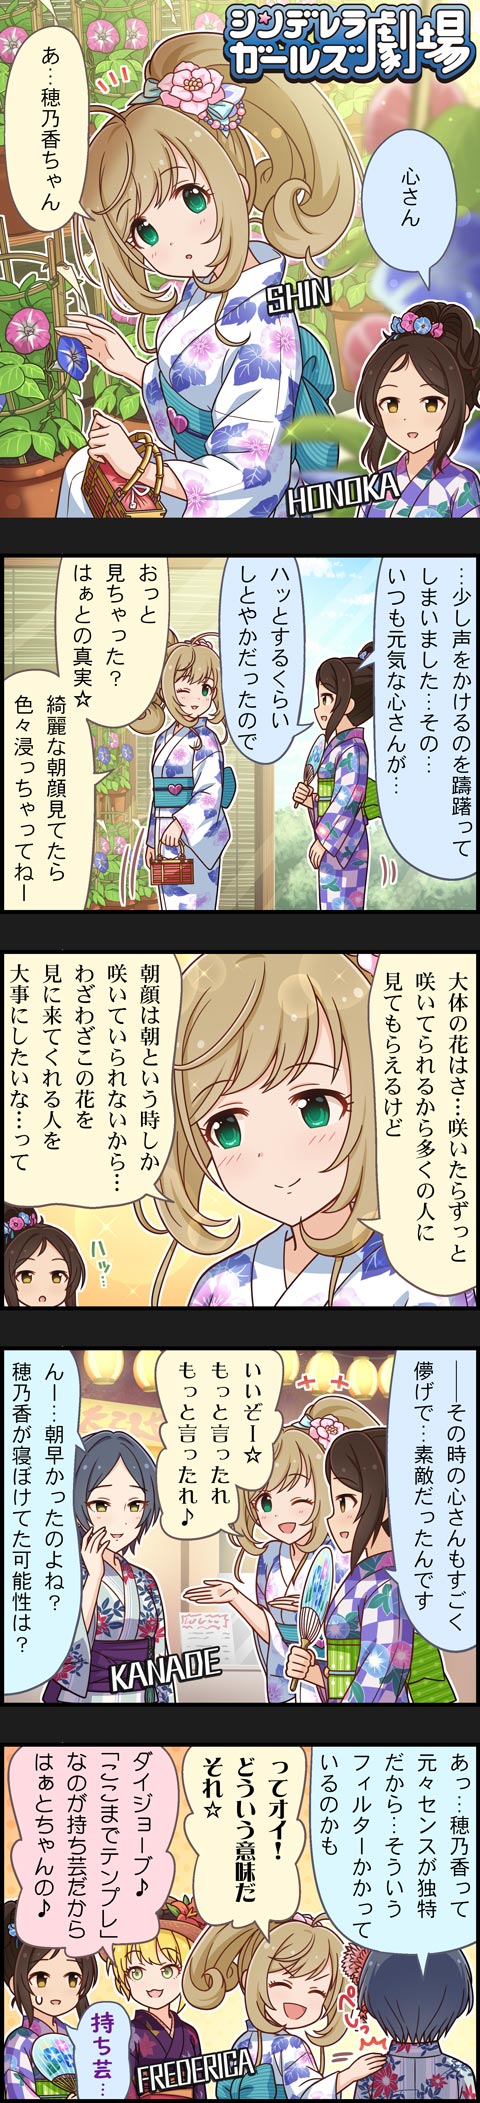 シンデレラ
ガールズ劇場
心さん
あ…穂乃香ちゃん
SHIN
HONOKA
…少し声をかけるのを躊躇って
しまいました…その…
いつも元気な心さんが…
ハッとするくらい
しとやかだったので
おっと
見ちゃった?
はぁとの真実☆
綺麗な朝顔見てたら
色々浸っちゃってねー
大体の花はさ…咲いたらずっと
咲いてられるから多くの人に
見てもらえるけど
朝顔は朝という時しか
咲いていられないから…
わざわざこの花を
見に来てくれる人を
大事にしたいな…って
ハッ…
――その時の心さんもすごく
儚げで…素敵だったんです
いいぞー☆
もっと言ったれ
もっと言ったれ♪
んー…朝早かったのよね?
穂乃香が寝ぼけてた可能性は?
KANADE
あっ…穂乃香って
元々センスが独特
だから…そういう
フィルターかかって
いるのかも
ってオイ!
どういう意味だ
それ☆
ダイジョーブ♪
「ここまでテンプレ」
なのが持ち芸だから
はぁとちゃんの♪
持ち芸…
FREDERICA
ぺしっ